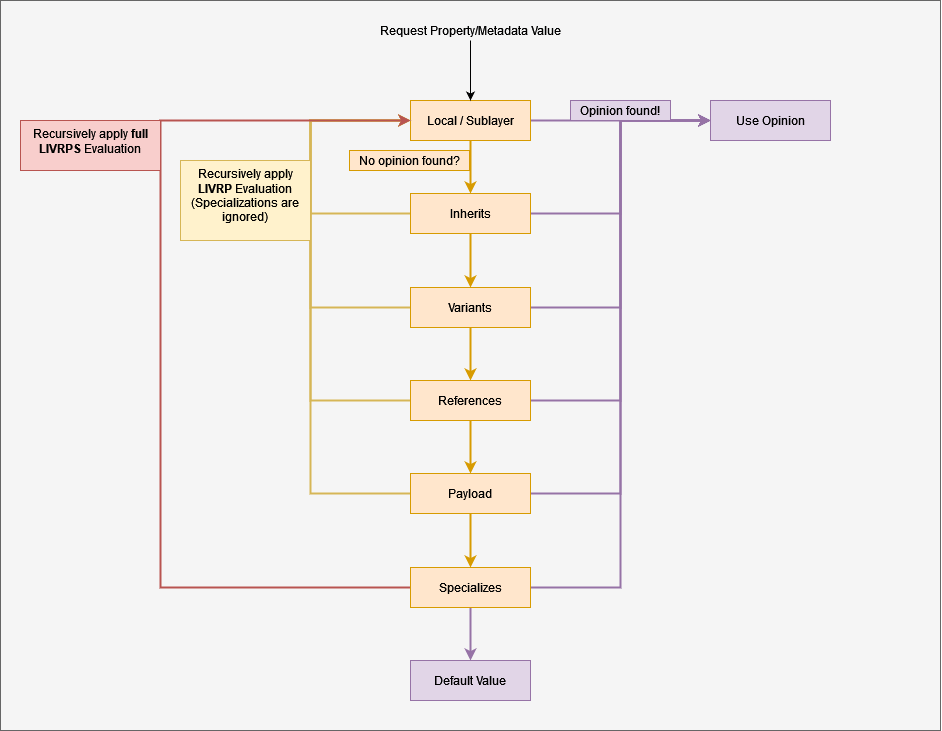 Request Property/Metadata Value
Local / Sublayer
Opinion found!
Use Opinion
Recursively apply full
LIVRPS Evaluation
No opinion found?
Recursively apply
LIVRP Evaluation
(Specializations are
ignored)
Inherits
Variants
References
Payload
Specializes
Default Value